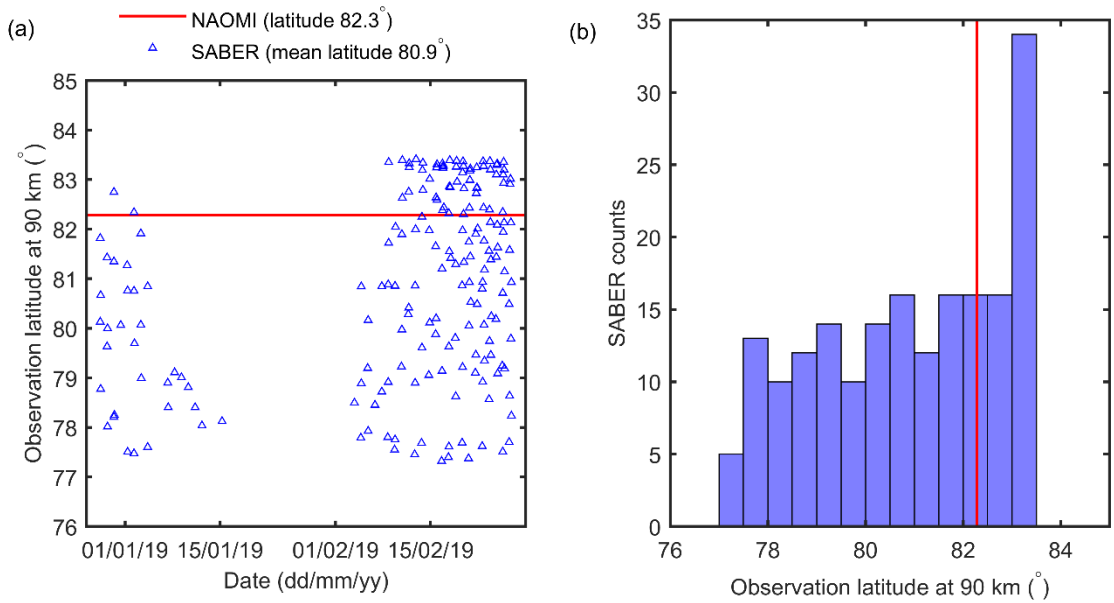 (a)
NAOMI (latitude 82.3°)
SABER (mean latitude 80.9°)
85
84
83
82
81
80
79
78
77
76
Observation latitude at 90 km (°)
01/01/19 15/01/19 01/02/19 15/02/19
Date (dd/mm/yy)
(b)
35
30
25
20
15
10
5
0
SABER counts
76 78 80 82 84
Observation latitude at 90 km (°)